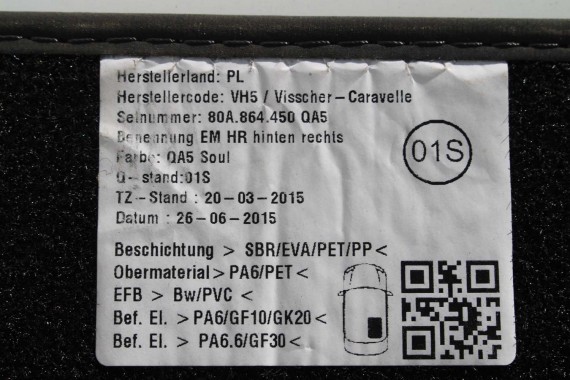 Herstellerland: PL
Herstellercode: VH5 / Visscher-Caravelle
Setnummer: 80A.864.450 QA5
Benennung EM HR hinten rechts
Farbe: QA5 Soul
Q-stand:01S
TZ-Stand : 20-03-2015
Datum : 26-06-2015
01S
Beschichtung > SBR/EVA/PET/PP<
Obermaterial> PA6/PET<
EFB > Bw/PVC <
Bef. El. > PA6/GF10/GK20<
Bef. El. > PA6.6/GF30<